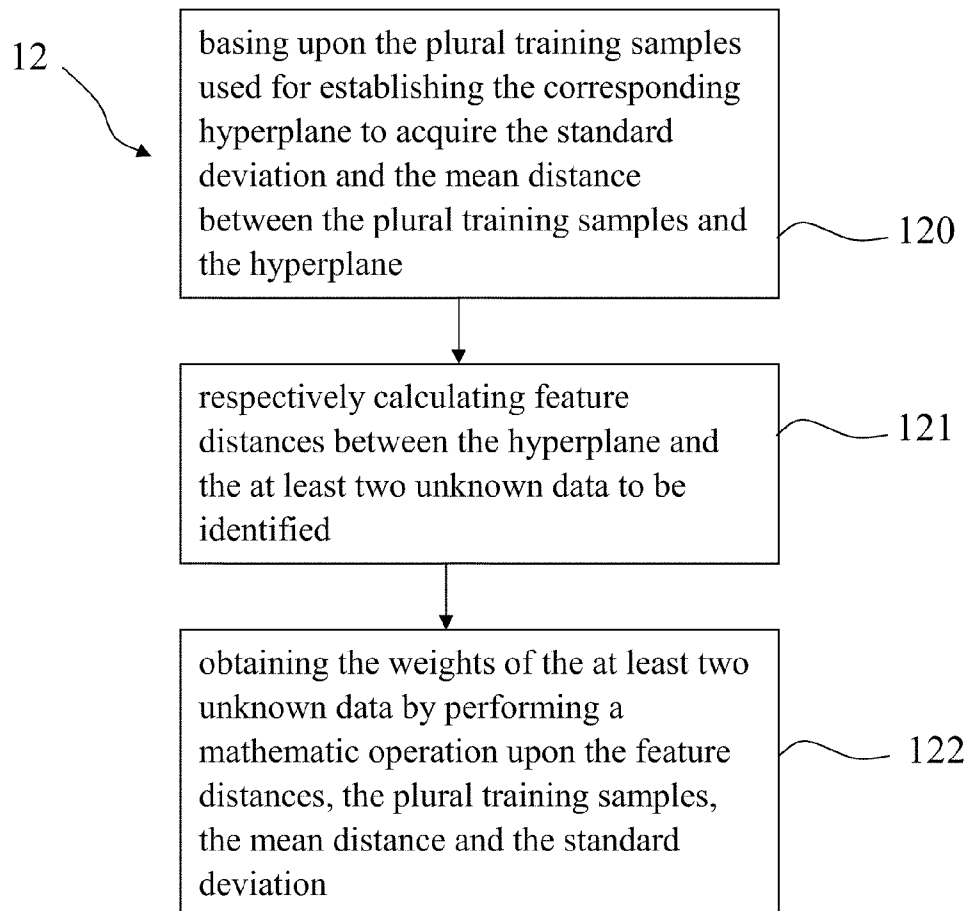 12
basing upon the plural training samples
used for establishing the corresponding
hyperplane to acquire the standard
deviation and the mean distance
between the plural training samples and
the hyperplane
120
respectively calculating feature
distances between the hyperplane and
the at least two unknown data to be
identified
121
obtaining the weights of the at least two
unknown data by performing a
mathematic operation upon the feature
distances, the plural training samples,
the mean distance and the standard
deviation
122